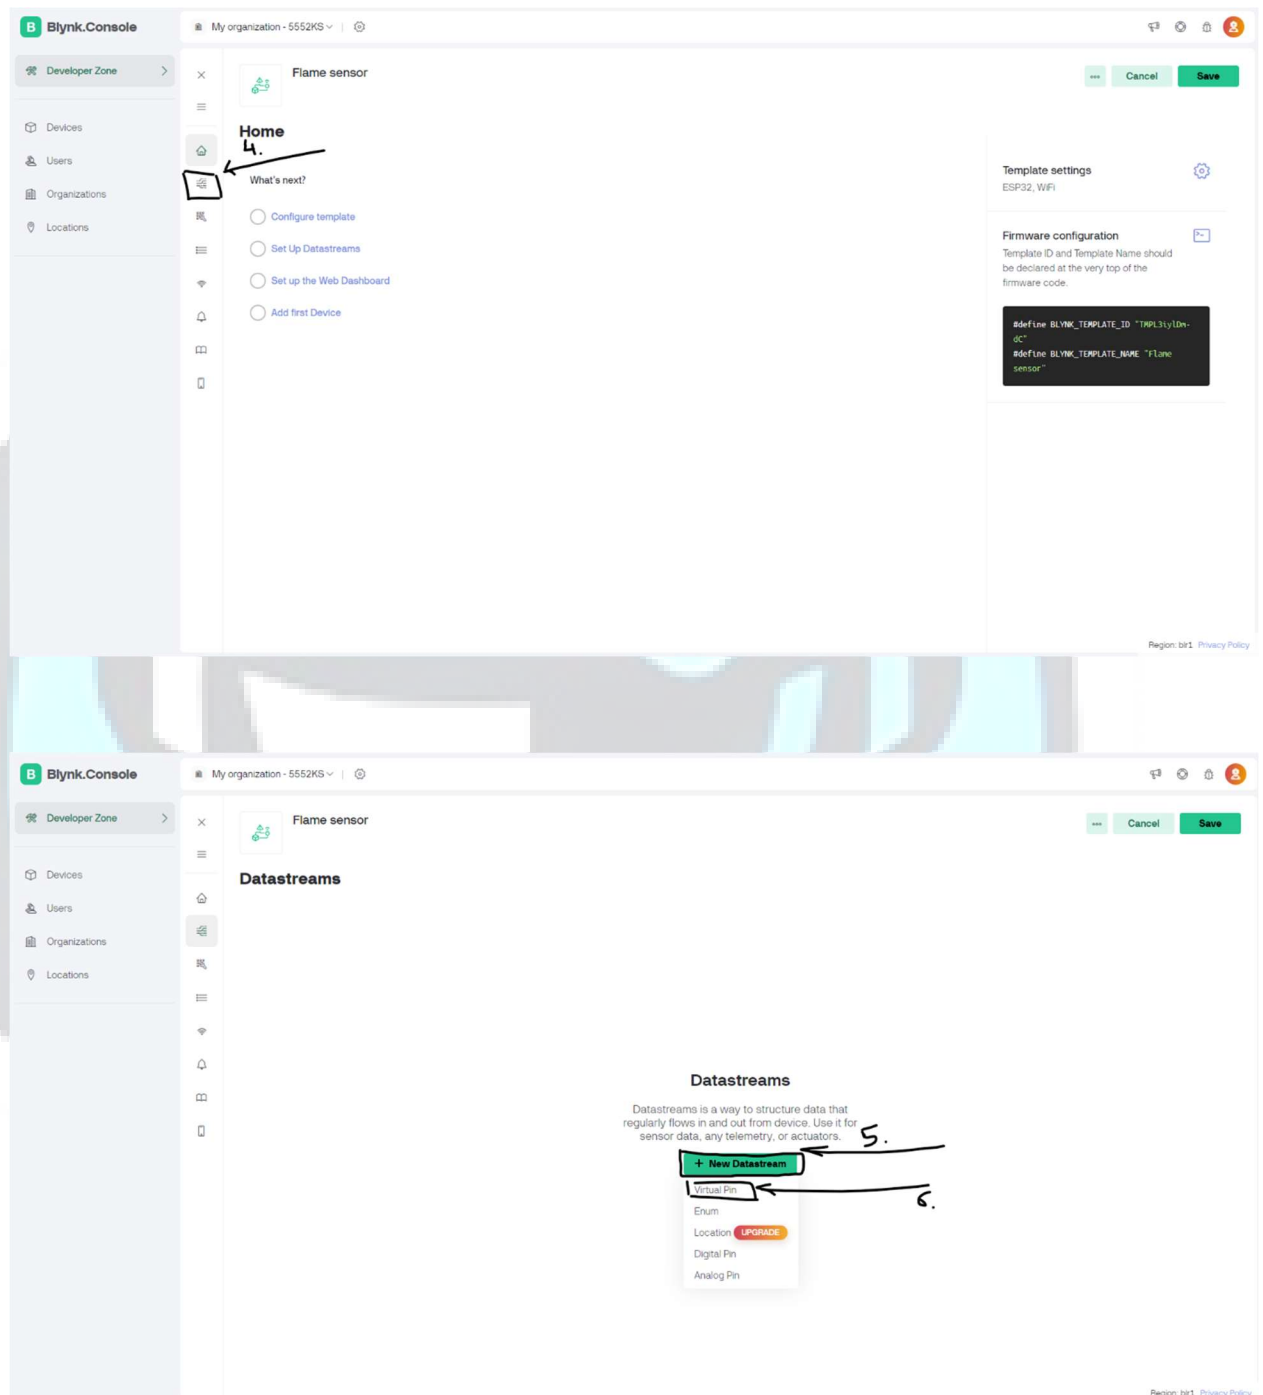 B Blynk.Console
My organization - 5552KS
Developer Zone
Devices
Users
Organizations
Locations
Flame sensor
Cancel
Save
Home
4.
What's next?
Configure template
Set Up Datastreams
Set up the Web Dashboard
Add first Device
Template settings
ESP32, WiFi
Firmware configuration
Template ID and Template Name should
be declared at the very top of the
firmware code.
#define BLYNK_TEMPLATE_ID "TMPL3iylDm-
dC"
#define BLYNK_TEMPLATE_NAME "Flame
sensor"
Region: blr1 Privacy Policy
B Blynk.Console
My organization - 5552KS
Developer Zone
Devices
Users
Organizations
Locations
Flame sensor
Cancel
Save
Datastreams
Datastreams
Datastreams is a way to structure data that
regularly flows in and out from device. Use it for
sensor data, any telemetry, or actuators.
5.
+ New Datastream
Virtual Pin
6.
Enum
Location UPGRADE
Digital Pin
Analog Pin
Region: blr1 Privacy Policy